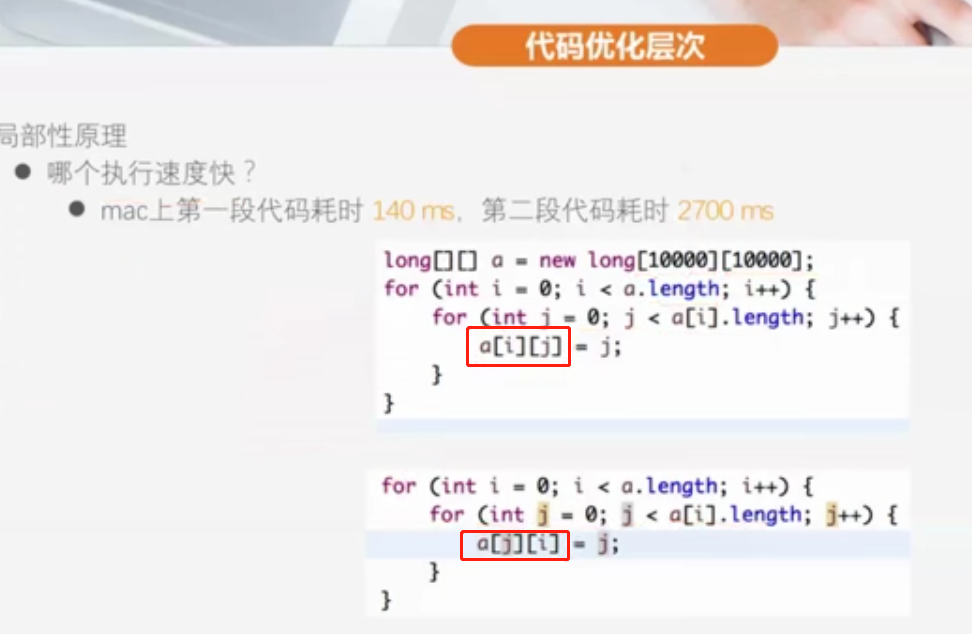 代码优化层次
局部性原理
哪个执行速度快？
mac上第一段代码耗时 140 ms，第二段代码耗时 2700 ms
long[][] a = new long[10000][10000];
for (int i = 0; i < a.length; i++) {
for (int j = 0; j < a[i].length; j++) {
a[i][j] = j;
}
}
for (int i = 0; i < a.length; i++) {
for (int j = 0; j < a[i].length; j++) {
a[j][i] = j;
}
}